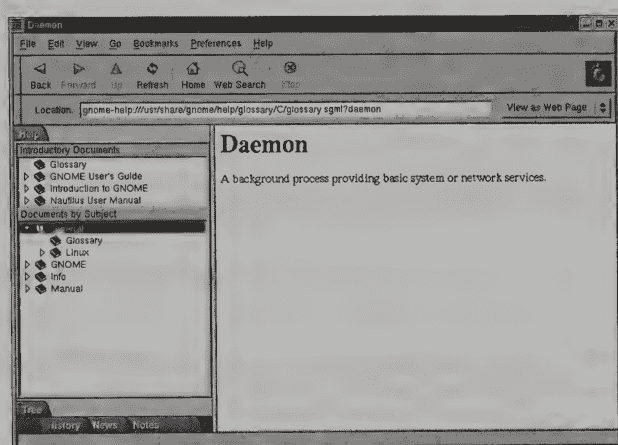 Daemon
File Edit View Go Bookmarks Preferences Help
Back Forward Up Refresh Home Web Search Stop
Location: gnome-help:///usr/share/gnome/help/glossary/C/glossary sgml?daemon View as Web Page
Help
Introductory Documents
Glossary
GNOME User's Guide
Introduction to GNOME
Nautilus User Manual
Documents by Subject
General
Glossary
Linux
GNOME
Info
Manual
Daemon
A background process providing basic system or network services.
Tree
History News Notes